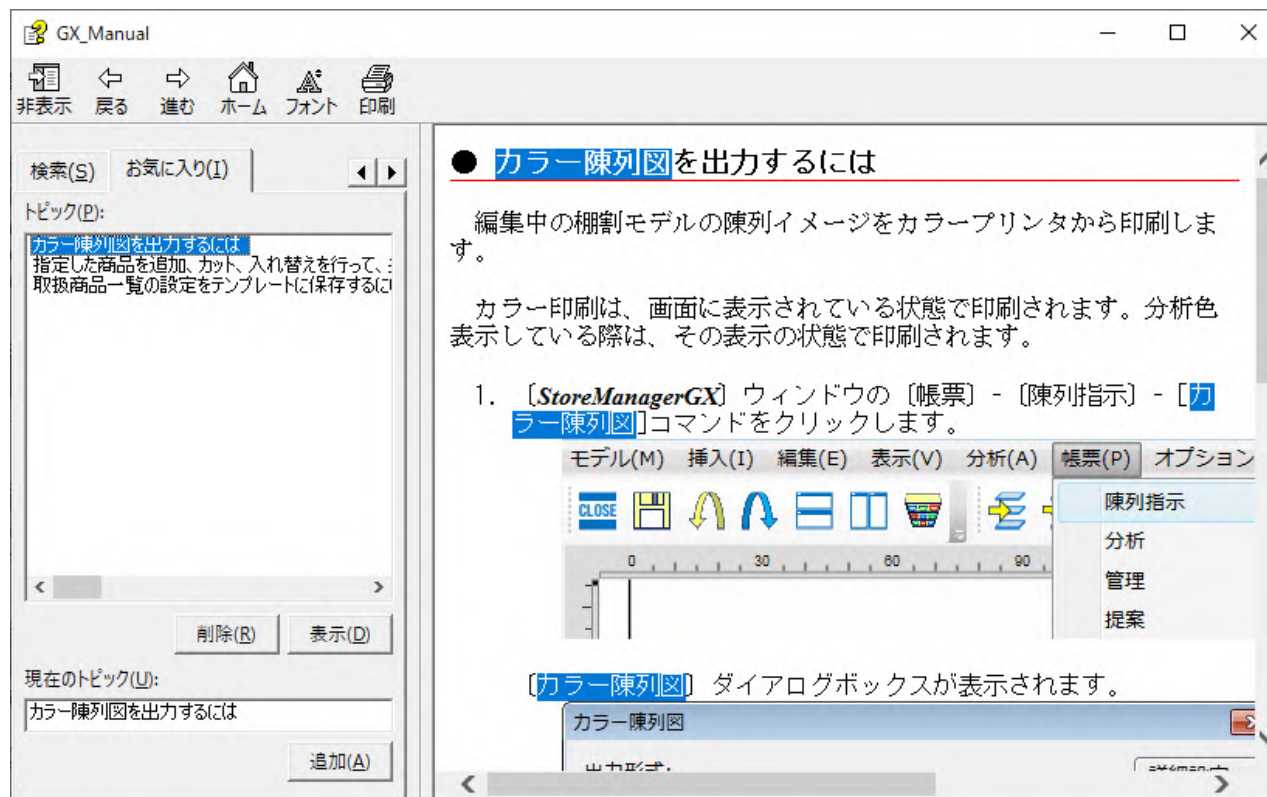 GX_Manual
非表示 戻る 進む ホーム フォント 印刷
検索(S) お気に入り(I)
トピック(P):
カラー陳列図を出力するには
指定した商品を追加、カット、入れ替えを行って、
取扱商品一覧の設定をテンプレートに保存するに
削除(R) 表示(D)
現在のトピック(U):
カラー陳列図を出力するには
追加(A)
● カラー陳列図を出力するには
編集中の棚割モデルの陳列イメージをカラープリンタから印刷しま
す。
カラー印刷は、画面に表示されている状態で印刷されます。分析色
表示している際は、その表示の状態で印刷されます。
1. 〔StoreManagerGX〕ウィンドウの〔帳票〕-〔陳列指示〕-[カ
ラー陳列図]コマンドをクリックします。
モデル(M) 挿入(I) 編集(E) 表示(V) 分析(A) 帳票(P) オプション
CLOSE
陳列指示
分析
管理
提案
0 30 60 90
〔カラー陳列図〕ダイアログボックスが表示されます。
カラー陳列図
出力形式:
詳細設定